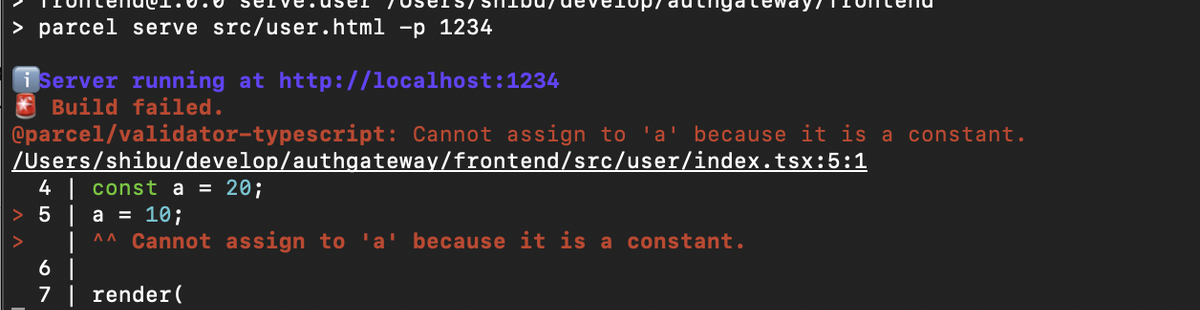 > frontend@1.0.0 serve:user /Users/shibu/develop/authgateway/frontend
> parcel serve src/user.html -p 1234
ℹ️Server running at http://localhost:1234
🚨 Build failed.
@parcel/validator-typescript: Cannot assign to 'a' because it is a constant.
/Users/shibu/develop/authgateway/frontend/src/user/index.tsx:5:1
4 | const a = 20;
> 5 | a = 10;
> | ^^ Cannot assign to 'a' because it is a constant.
6 |
7 | render(